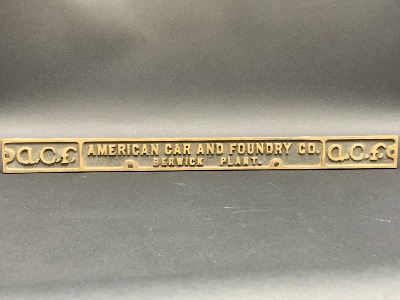 a.c.f.
AMERICAN CAR AND FOUNDRY CO.
BERWICK PLANT.
a.c.f.